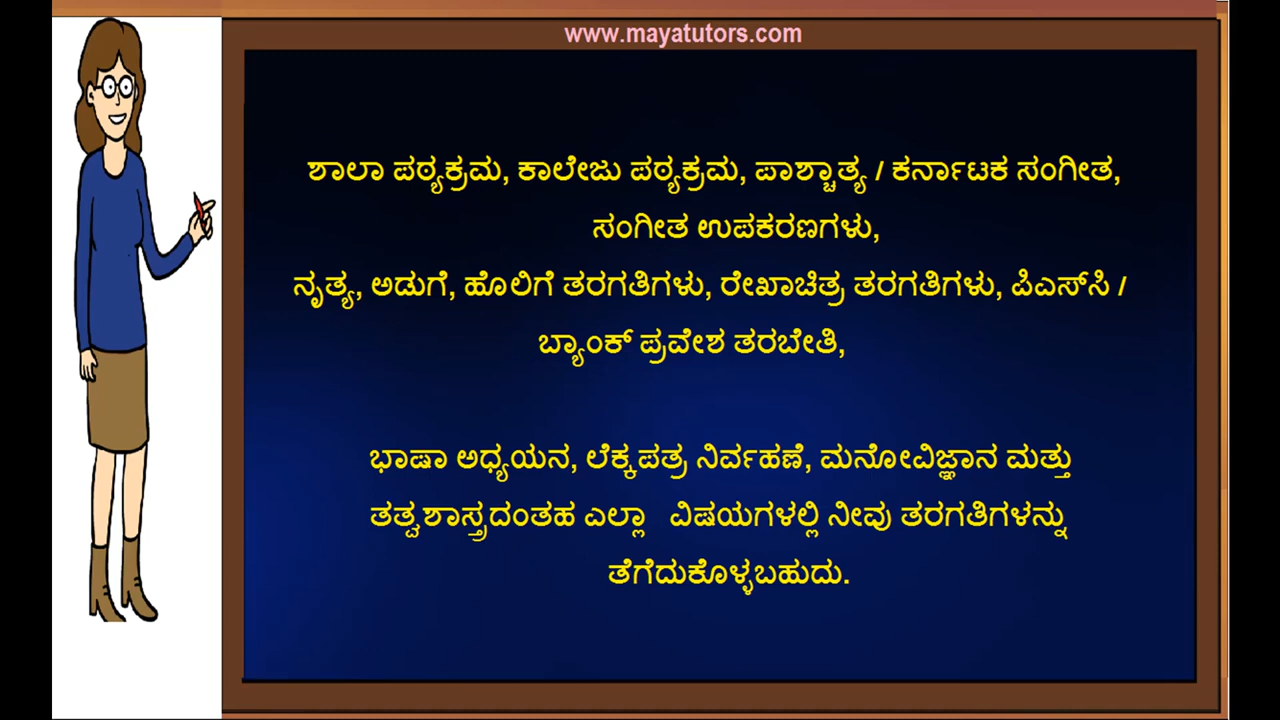 www.mayatutors.com
ಶಾಲಾ ಪಠ್ಯಕ್ರಮ, ಕಾಲೇಜು ಪಠ್ಯಕ್ರಮ, ಪಾಶ್ಚಾತ್ಯ / ಕರ್ನಾಟಕ ಸಂಗೀತ,
ಸಂಗೀತ ಉಪಕರಣಗಳು,
ನೃತ್ಯ, ಅಡುಗೆ, ಹೊಲಿಗೆ ತರಗತಿಗಳು, ರೇಖಾಚಿತ್ರ ತರಗತಿಗಳು, ಪಿಎಸ್‌ಸಿ /
ಬ್ಯಾಂಕ್ ಪ್ರವೇಶ ತರಬೇತಿ,
ಭಾಷಾ ಅಧ್ಯಯನ, ಲೆಕ್ಕಪತ್ರ ನಿರ್ವಹಣೆ, ಮನೋವಿಜ್ಞಾನ ಮತ್ತು
ತತ್ವಶಾಸ್ತ್ರದಂತಹ ಎಲ್ಲಾ ವಿಷಯಗಳಲ್ಲಿ ನೀವು ತರಗತಿಗಳನ್ನು
ತೆಗೆದುಕೊಳ್ಳಬಹುದು.